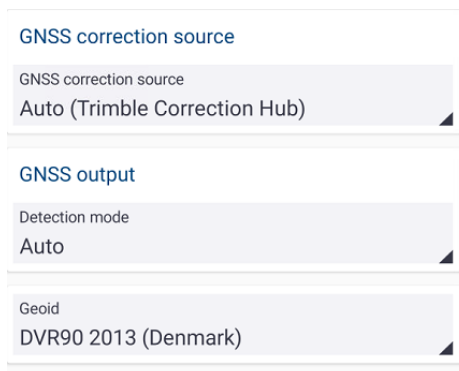 GNSS correction source
GNSS correction source
Auto (Trimble Correction Hub)
GNSS output
Detection mode
Auto
Geoid
DVR90 2013 (Denmark)